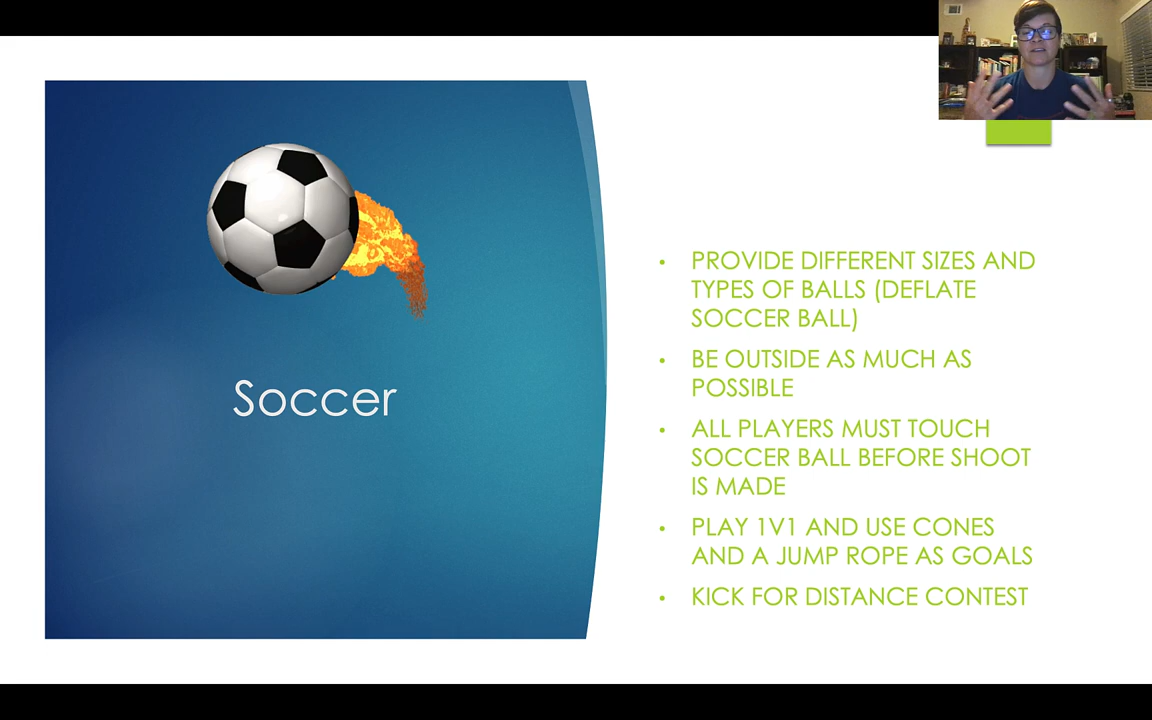 Soccer
• PROVIDE DIFFERENT SIZES AND
TYPES OF BALLS (DEFLATE
SOCCER BALL)
• BE OUTSIDE AS MUCH AS
POSSIBLE
• ALL PLAYERS MUST TOUCH
SOCCER BALL BEFORE SHOOT
IS MADE
• PLAY 1V1 AND USE CONES
AND A JUMP ROPE AS GOALS
• KICK FOR DISTANCE CONTEST